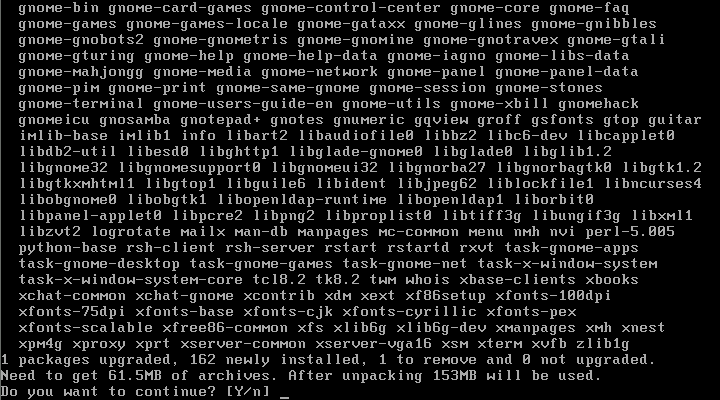 gnome-bin gnome-card-games gnome-control-center gnome-core gnome-faq
gnome-games gnome-games-locale gnome-gataxx gnome-glines gnome-gnibbles
gnome-gnobots2 gnome-gnometris gnome-gnomine gnome-gnotravex gnome-gtali
gnome-gturing gnome-help gnome-help-data gnome-iagno gnome-libs-data
gnome-mahjongg gnome-media gnome-network gnome-panel gnome-panel-data
gnome-pim gnome-print gnome-same-gnome gnome-session gnome-stones
gnome-terminal gnome-users-guide-en gnome-utils gnome-xbill gnomehack
gnomeicu gnosamba gnotepad+ gnotes gnumeric gqview groff gsfonts gtop guitar
imlib-base imlib1 info libart2 libaudiofile0 libbz2 libc6-dev libcapplet0
libdb2-util libesd0 libghttp1 libglade-gnome0 libglade0 libglib1.2
libgnome32 libgnomesupport0 libgnomeui32 libgnorba27 libgnorbagtk0 libgtk1.2
libgtkxmhtml1 libgtop1 libguile6 libident libjpeg62 liblockfile1 libncurses4
libobgnome0 libobgtk1 libopenldap-runtime libopenldap1 liborbit0
libpanel-applet0 libpcre2 libpng2 libproplist0 libtiff3g libungif3g libxml1
libzvt2 logrotate mailx man-db manpages mc-common menu nmh nvi perl-5.005
python-base rsh-client rsh-server rstart rstartd rxvt task-gnome-apps
task-gnome-desktop task-gnome-games task-gnome-net task-x-window-system
task-x-window-system-core tcl8.2 tk8.2 twm whois xbase-clients xbooks
xchat-common xchat-gnome xcontrib xdm xext xf86setup xfonts-100dpi
xfonts-75dpi xfonts-base xfonts-cjk xfonts-cyrillic xfonts-pex
xfonts-scalable xfree86-common xfs xlib6g xlib6g-dev xmanpages xmh xnest
xpm4g xproxy xprt xserver-common xserver-vga16 xsm xterm xvfb zlib1g
1 packages upgraded, 162 newly installed, 1 to remove and 0 not upgraded.
Need to get 61.5MB of archives. After unpacking 153MB will be used.
Do you want to continue? [Y/n] _